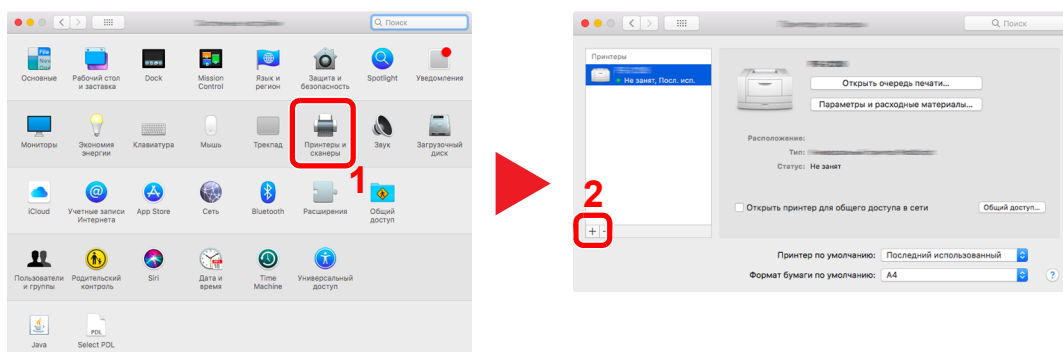 Поиск
Основные
Рабочий стол
и заставка
Dock
Mission
Control
Язык и
регион
Защита и
безопасность
Spotlight
Уведомления
Мониторы
Экономия
энергии
Клавиатура
Мышь
Трекпад
Принтеры и
сканеры
Звук
Загрузочный
диск
1
iCloud
Учетные записи
Интернета
App Store
Сеть
Bluetooth
Расширения
Общий
доступ
Пользователи
и группы
Родительский
контроль
Siri
Дата и
время
Time
Machine
Универсальный
доступ
PDL
Java
Select PDL
Поиск
Принтеры
Не занят, Посл. исп.
Открыть очередь печати...
Параметры и расходные материалы...
Расположение:
Тип:
Статус: Не занят
2
Открыть принтер для общего доступа в сети
Общий доступ...
+ -
Принтер по умолчанию: Последний использованный
Формат бумаги по умолчанию: A4
?